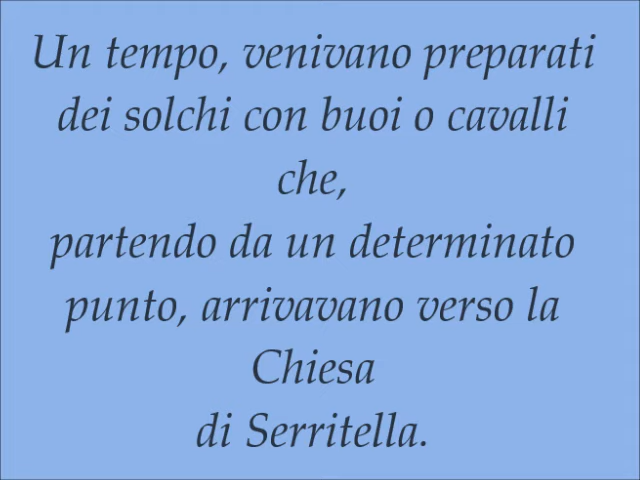 Un tempo, venivano preparati
dei solchi con buoi o cavalli
che,
partendo da un determinato
punto, arrivavano verso la
Chiesa
di Serritella.